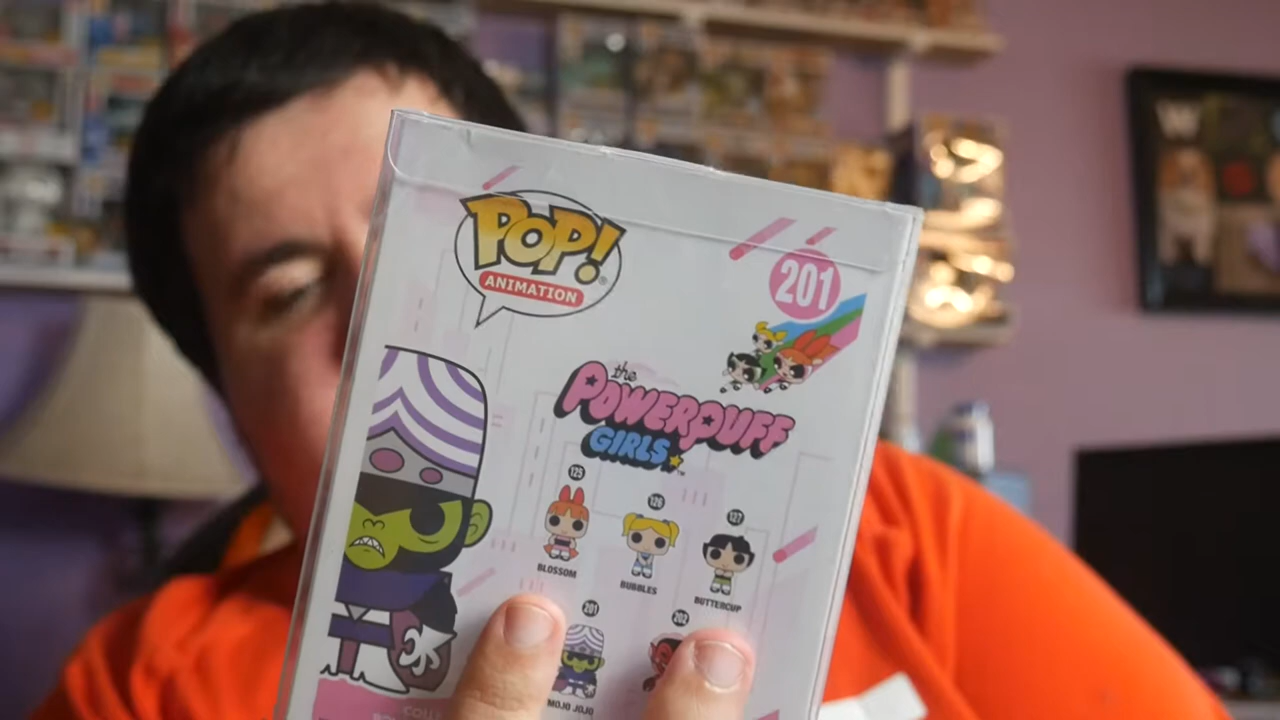 POP!
ANIMATION
201
the
POWERPUFF
GIRLS
125
126
127
BLOSSOM
BUBBLES
BUTTERCUP
201
202
MOJO JOJO
W